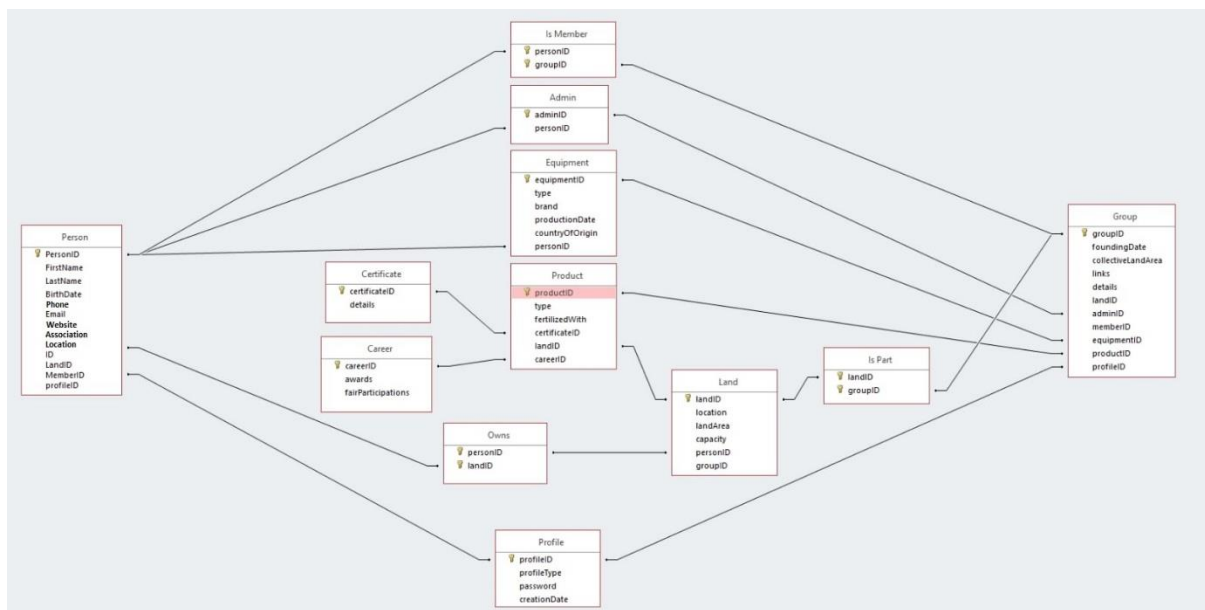 Is Member
personID
groupID
Admin
adminID
personID
Equipment
equipmentID
type
brand
productionDate
countryOfOrigin
personID
Person
PersonID
FirstName
LastName
BirthDate
Phone
Email
Website
Association
Location
ID
LandID
MemberID
profileID
Certificate
certificateID
details
Career
careerID
awards
fairParticipations
Product
productID
type
fertilizedWith
certificateID
landID
careerID
Owns
personID
landID
Land
landID
location
landArea
capacity
personID
groupID
Is Part
landID
groupID
Group
groupID
foundingDate
collectiveLandArea
links
details
landID
adminID
memberID
equipmentID
productID
profileID
Profile
profileID
profileType
password
creationDate